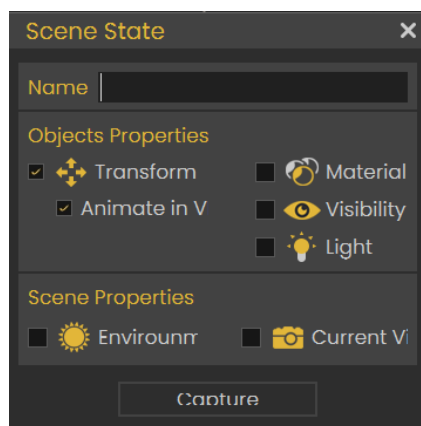 Scene State
Name
Objects Properties
Transform Material
Animate in V Visibility
Light
Scene Properties
Envirounm Current Vi
Capture